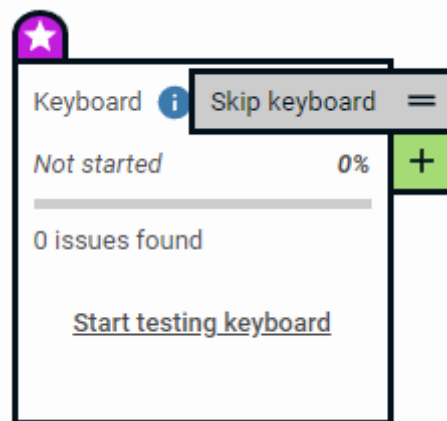 Keyboard i Skip keyboard =
Not started 0% +
0 issues found
Start testing keyboard